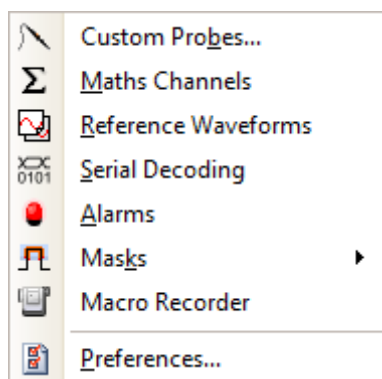 Custom Probes...
Maths Channels
Reference Waveforms
0101 Serial Decoding
Alarms
Masks
Macro Recorder
Preferences...